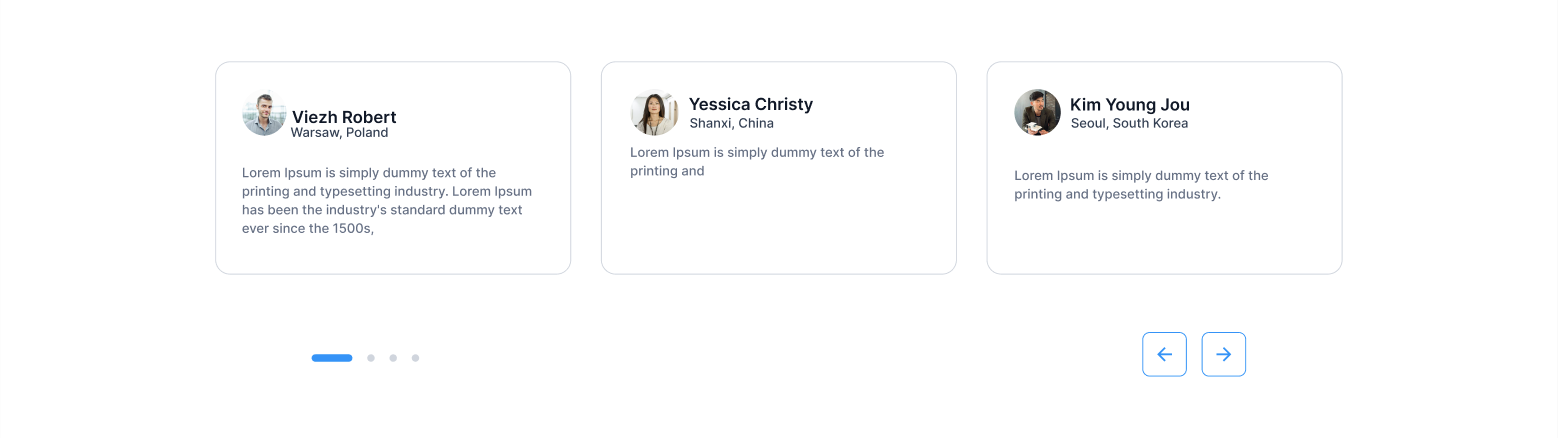 Viezh Robert
Warsaw, Poland
Lorem Ipsum is simply dummy text of the
printing and typesetting industry. Lorem Ipsum
has been the industry's standard dummy text
ever since the 1500s,
Yessica Christy
Shanxi, China
Lorem Ipsum is simply dummy text of the
printing and
Kim Young Jou
Seoul, South Korea
Lorem Ipsum is simply dummy text of the
printing and typesetting industry.